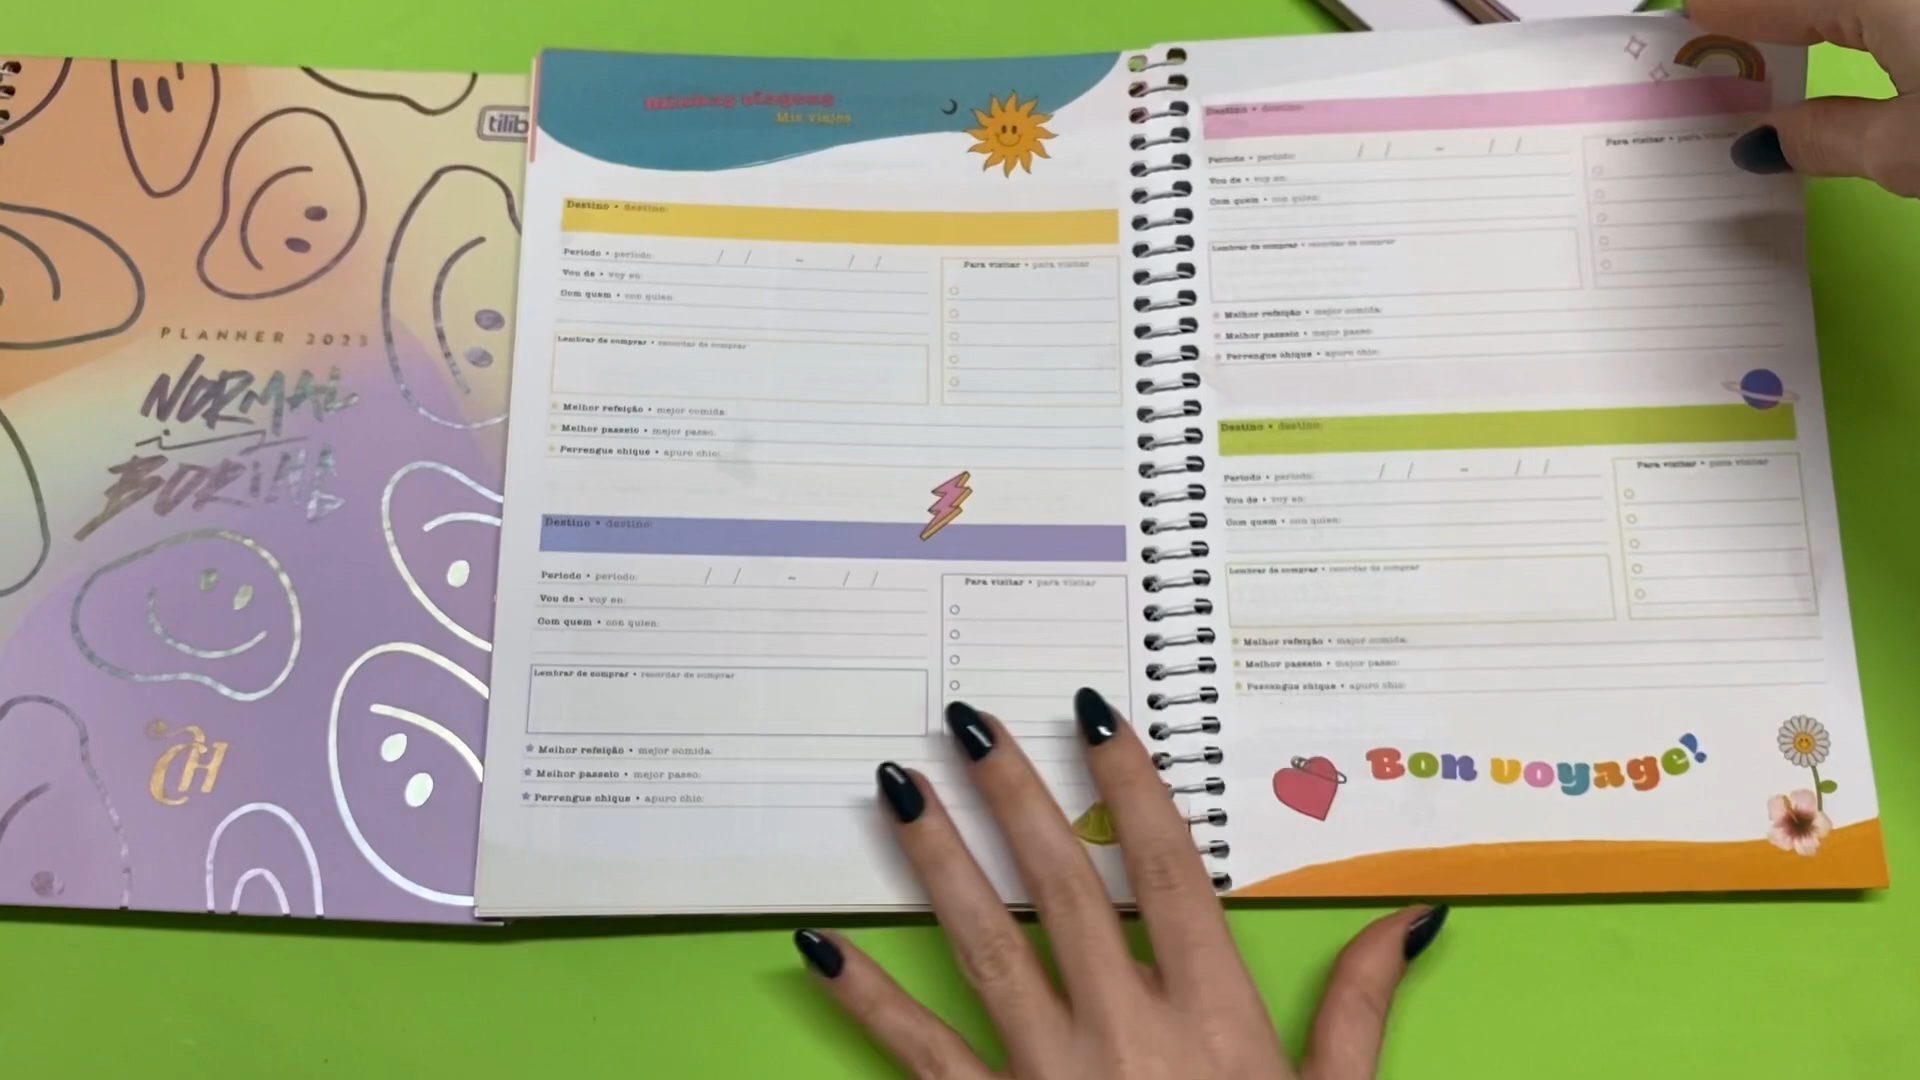 tilib
PLANNER 2023
NORMAL
is
BORING
CH
Minhas viagens
Mis viajes
Destino • destino:
Período • período: / / – / /
Vou de • voy en:
Com quem • con quien:
Para visitar • para visitar
Lembrar de comprar • recordar de comprar
Melhor refeição • mejor comida:
Melhor passeio • mejor paseo:
Perrengue chique • apuro chic:
Destino • destino:
Período • período: / / – / /
Vou de • voy en:
Com quem • con quien:
Para visitar • para visitar
Lembrar de comprar • recordar de comprar
Melhor refeição • mejor comida:
Melhor passeio • mejor paseo:
Perrengue chique • apuro chic:
Destino • destino:
Período • período: / / – / /
Vou de • voy en:
Com quem • con quien:
Para visitar • para visitar
Lembrar de comprar • recordar de comprar
Melhor refeição • mejor comida:
Melhor passeio • mejor paseo:
Perrengue chique • apuro chic:
Destino • destino:
Período • período: / / – / /
Vou de • voy en:
Com quem • con quien:
Para visitar • para visitar
Lembrar de comprar • recordar de comprar
Melhor refeição • mejor comida:
Melhor passeio • mejor paseo:
Perrengue chique • apuro chic:
Bon voyage!